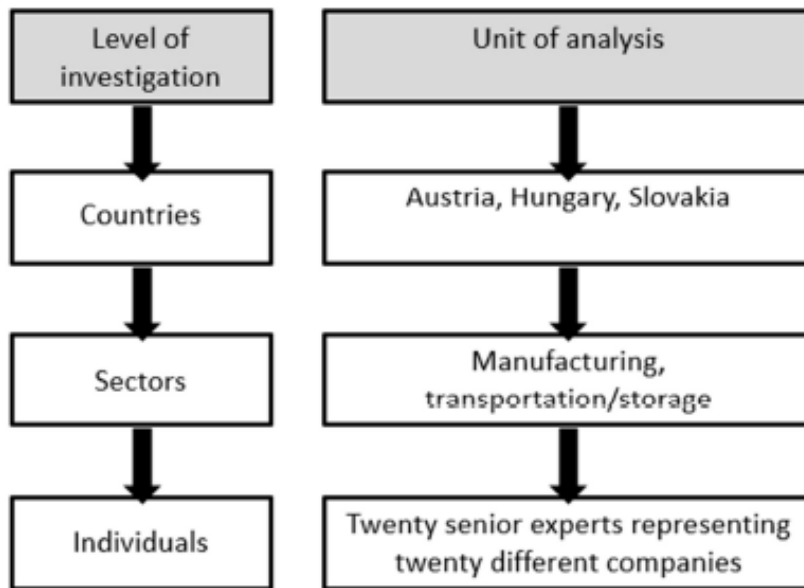 Level of
investigation
Unit of analysis
Countries
Austria, Hungary, Slovakia
Sectors
Manufacturing,
transportation/storage
Individuals
Twenty senior experts representing
twenty different companies